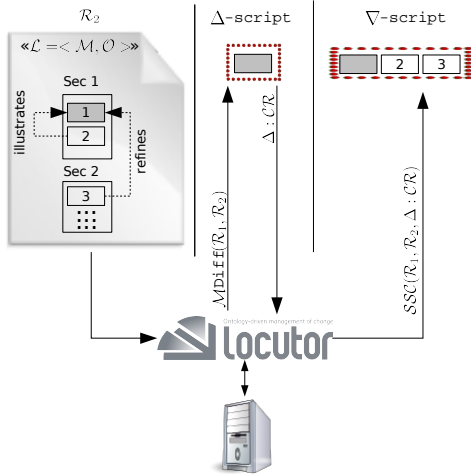 ℛ₂
Δ-script
∇-script
«ℒ =< ℳ, 𝒪 >»
Sec 1
1
2
illustrates
refines
Sec 2
3
2
3
Δ : 𝒞ℛ
ℳDiff(ℛ₁, ℛ₂)
𝒮𝒮𝒞(ℛ₁, ℛ₂, Δ : 𝒞ℛ)
Ontology-driven management of change
locutor